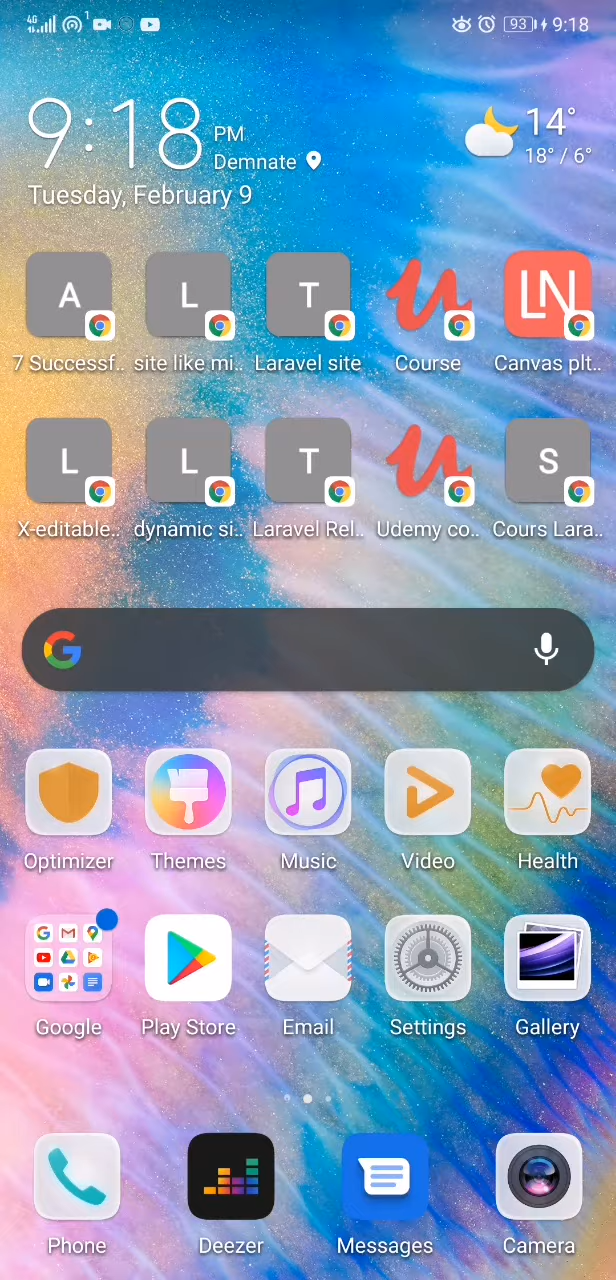 4G 1 93 9:18
9:18 PM
Demnate
Tuesday, February 9
14°
18° / 6°
A L T LN
7 Successf.. site like mi.. Laravel site Course Canvas plt..
L L T S
X-editable.. dynamic si.. Laravel Rel.. Udemy co.. Cours Lara..
Optimizer Themes Music Video Health
Google Play Store Email Settings Gallery
Phone Deezer Messages Camera